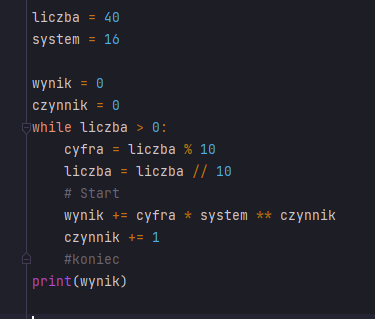 liczba = 40
system = 16

wynik = 0
czynnik = 0
while liczba > 0:
    cyfra = liczba % 10
    liczba = liczba // 10
    # Start
    wynik += cyfra * system ** czynnik
    czynnik += 1
    #koniec
print(wynik)